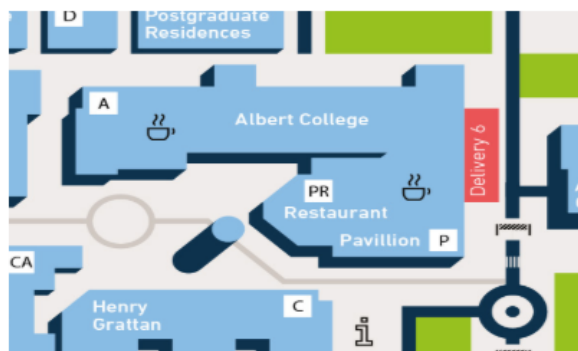 D
Postgraduate
Residences
A
Albert College
Delivery 6
PR
Restaurant
Pavillion
P
CA
Henry
Grattan
C